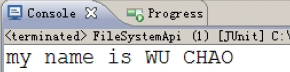 Console Progress
<terminated> FileSystemApi (1) [JUnit] C:\
my name is WU CHAO